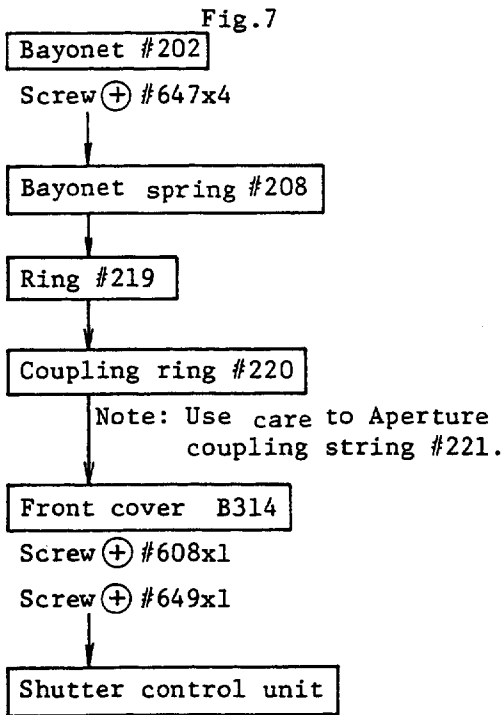 Fig.7
Bayonet #202
Screw ⊕ #647x4
Bayonet spring #208
Ring #219
Coupling ring #220
Note: Use care to Aperture
coupling string #221.
Front cover B314
Screw ⊕ #608x1
Screw ⊕ #649x1
Shutter control unit